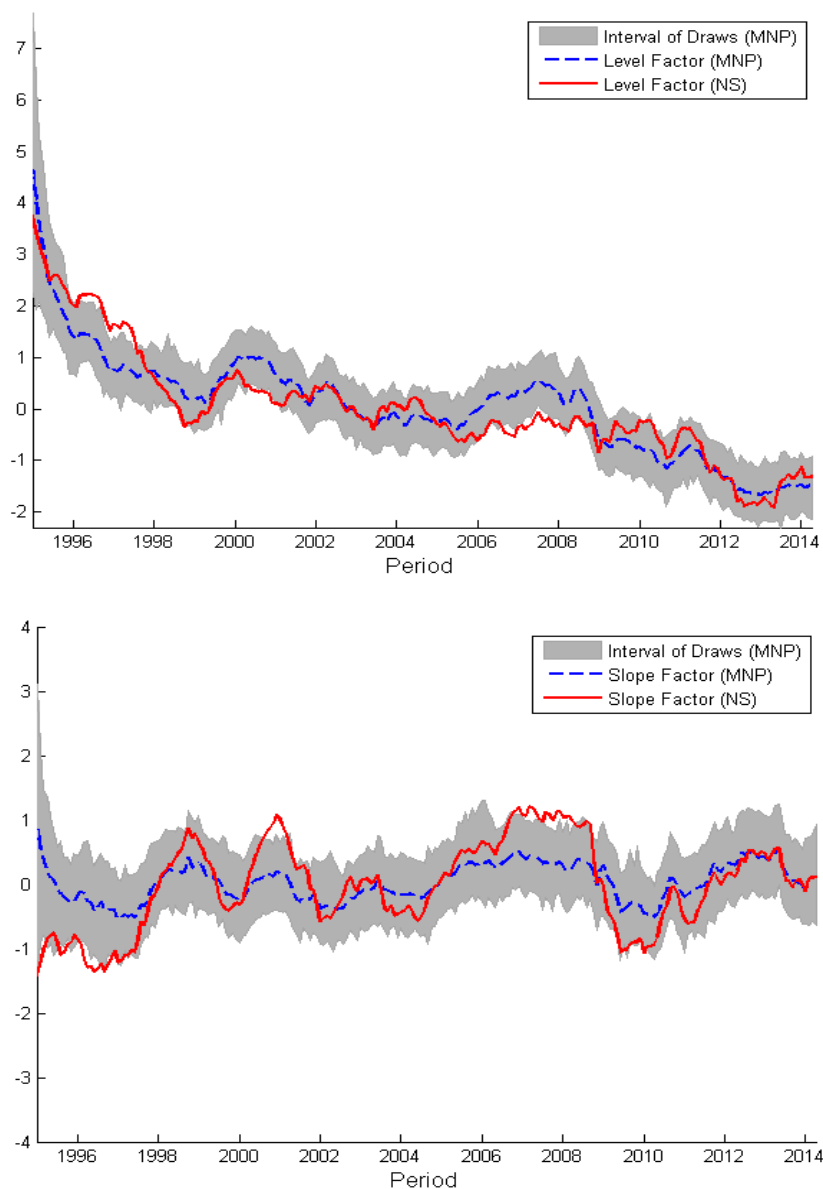 Interval of Draws (MNP)
Level Factor (MNP)
Level Factor (NS)
7
6
5
4
3
2
1
0
-1
-2
1996 1998 2000 2002 2004 2006 2008 2010 2012 2014
Period
Interval of Draws (MNP)
Slope Factor (MNP)
Slope Factor (NS)
4
3
2
1
0
-1
-2
-3
-4
1996 1998 2000 2002 2004 2006 2008 2010 2012 2014
Period